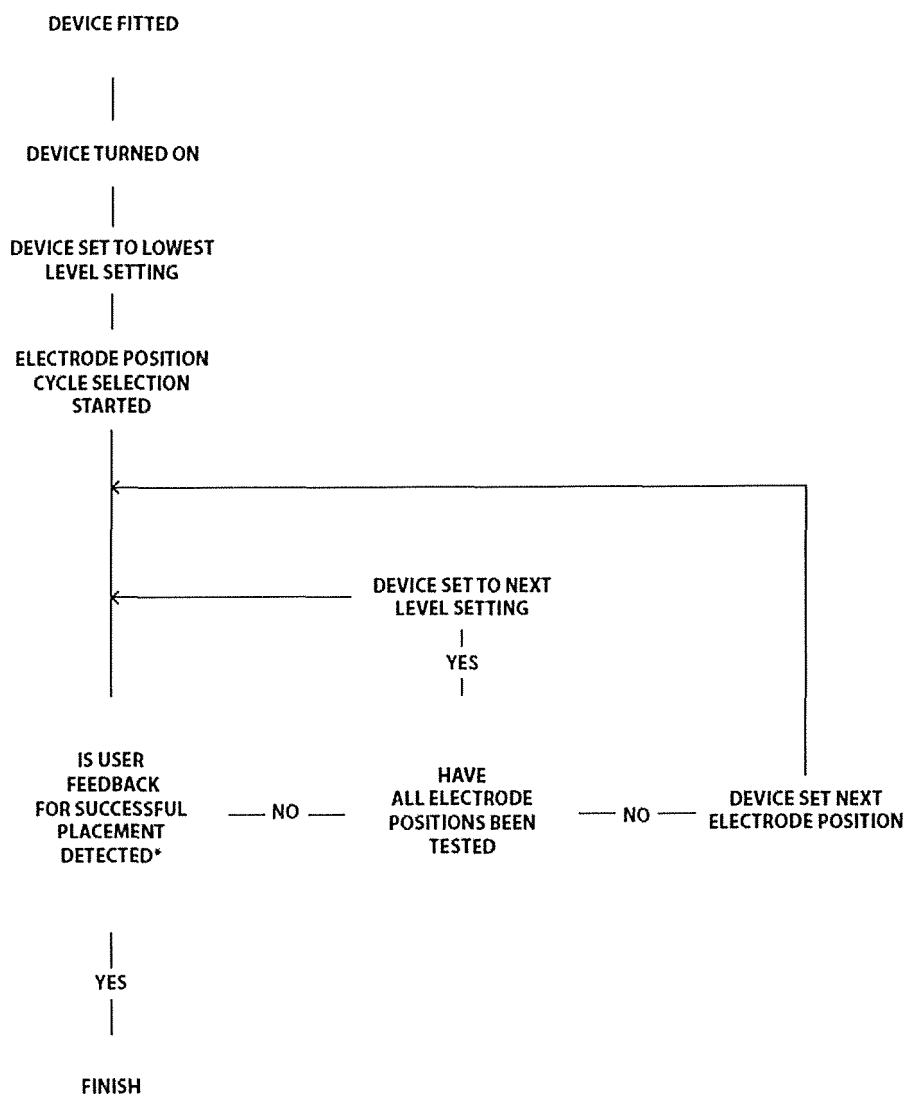 DEVICE FITTED
DEVICE TURNED ON
DEVICE SET TO LOWEST
LEVEL SETTING
ELECTRODE POSITION
CYCLE SELECTION
STARTED
DEVICE SET TO NEXT
LEVEL SETTING
YES
IS USER
FEEDBACK
FOR SUCCESSFUL
PLACEMENT
DETECTED*
NO
HAVE
ALL ELECTRODE
POSITIONS BEEN
TESTED
NO
DEVICE SET NEXT
ELECTRODE POSITION
YES
FINISH